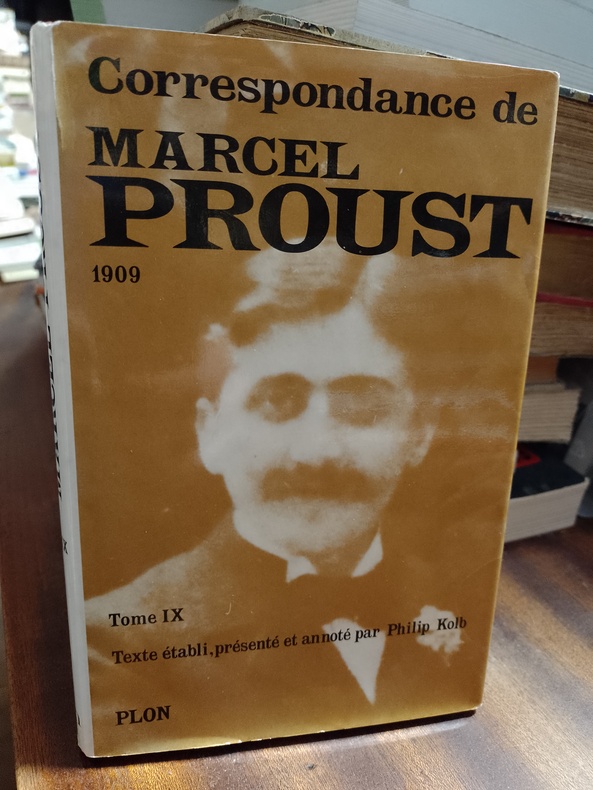 Correspondance de
MARCEL
PROUST
1909
Tome IX
Texte établi, présenté et annoté par Philip Kolb
PLON